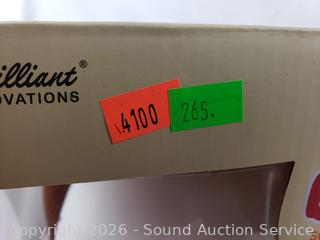 illiant®
OVATIONS
.4100
265.
Copyright 2026 - Sound Auction Service